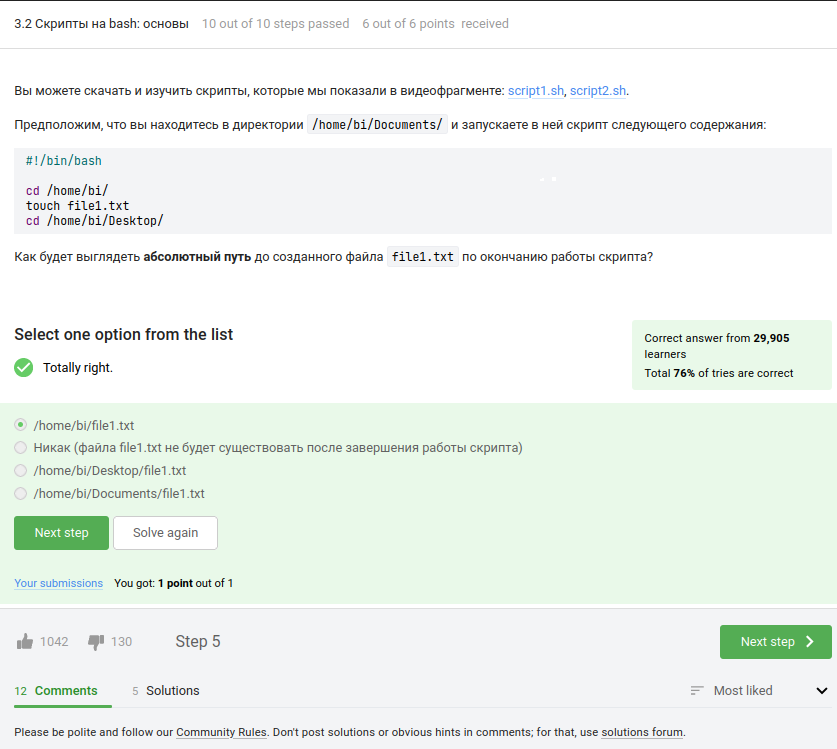 3.2 Скрипты на bash: основы 10 out of 10 steps passed 6 out of 6 points received
Вы можете скачать и изучить скрипты, которые мы показали в видеофрагменте: script1.sh, script2.sh.
Предположим, что вы находитесь в директории /home/bi/Documents/ и запускаете в ней скрипт следующего содержания:
#!/bin/bash
cd /home/bi/
touch file1.txt
cd /home/bi/Desktop/
Как будет выглядеть абсолютный путь до созданного файла file1.txt по окончанию работы скрипта?
Select one option from the list
Totally right.
Correct answer from 29,905
learners
Total 76% of tries are correct
/home/bi/file1.txt
Никак (файла file1.txt не будет существовать после завершения работы скрипта)
/home/bi/Desktop/file1.txt
/home/bi/Documents/file1.txt
Next step Solve again
Your submissions You got: 1 point out of 1
1042 130 Step 5 Next step
12 Comments 5 Solutions Most liked
Please be polite and follow our Community Rules. Don't post solutions or obvious hints in comments; for that, use solutions forum.